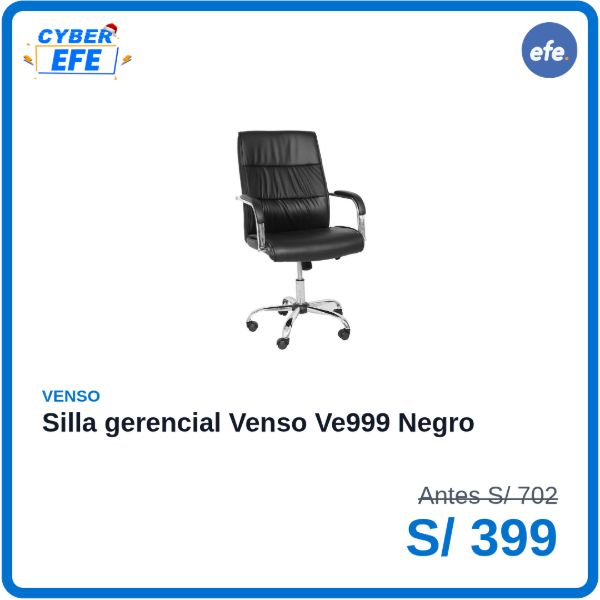 CYBER
EFE
efe.
VENSO
Silla gerencial Venso Ve999 Negro
Antes S/ 702
S/ 399